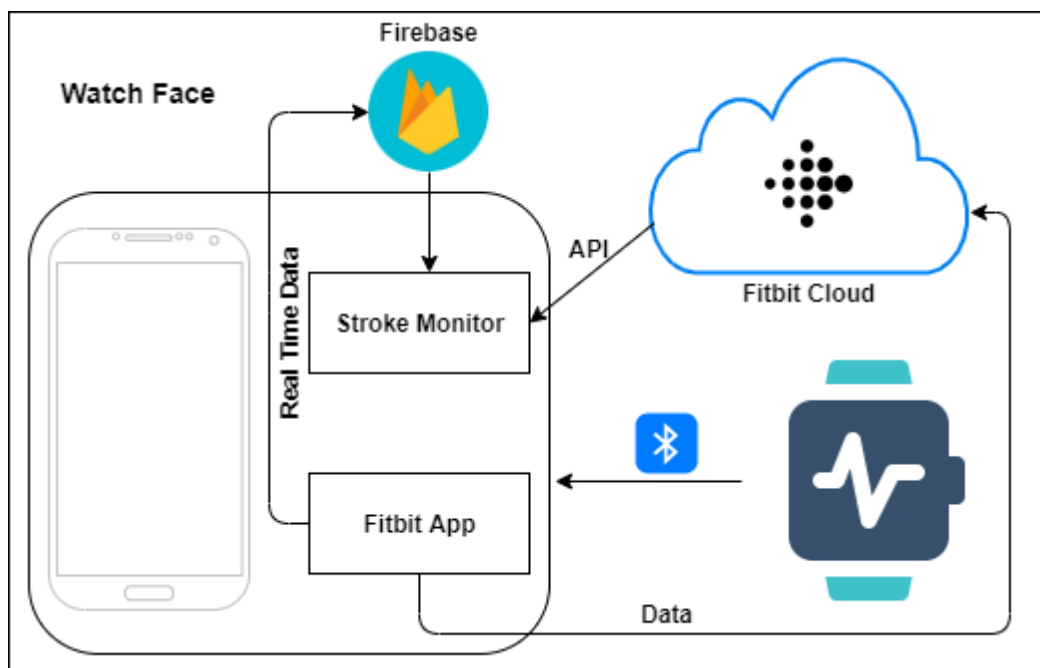 Firebase
Watch Face
API
Fitbit Cloud
Real Time Data
Stroke Monitor
Fitbit App
Data